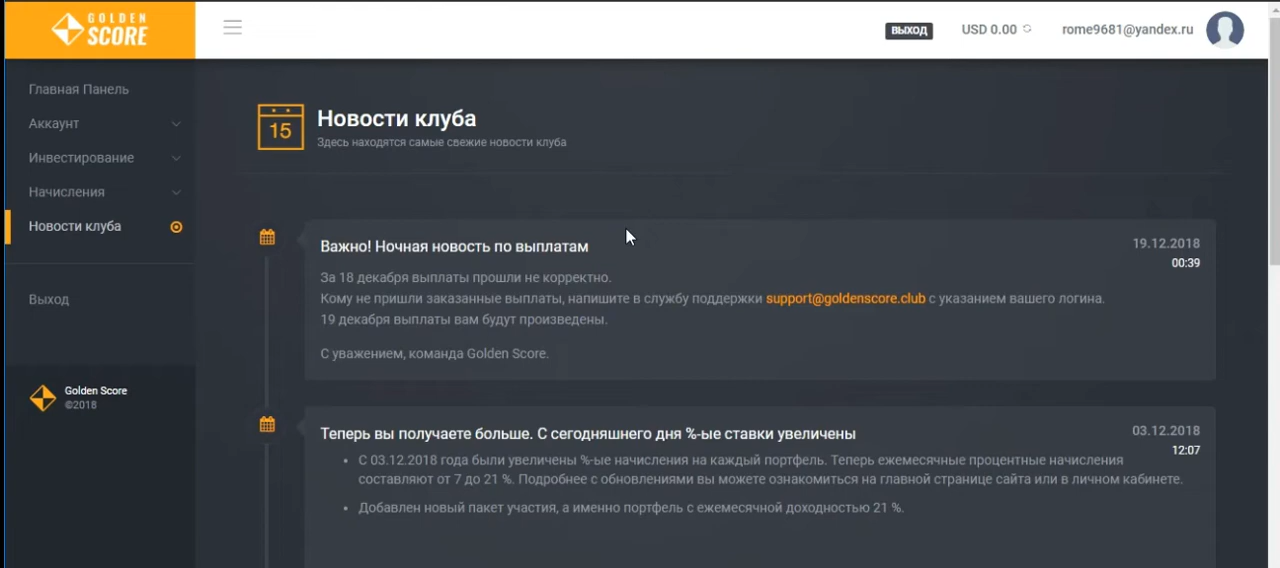 GOLDEN
SCORE
ВЫХОД
USD 0.00
rome9681@yandex.ru
Главная Панель
Аккаунт
Инвестирование
Начисления
Новости клуба
Выход
Golden Score
©2018
15
Новости клуба
Здесь находятся самые свежие новости клуба
Важно! Ночная новость по выплатам
19.12.2018
00:39
За 18 декабря выплаты прошли не корректно.
Кому не пришли заказанные выплаты, напишите в службу поддержки support@goldenscore.club с указанием вашего логина.
19 декабря выплаты вам будут произведены.
С уважением, команда Golden Score.
Теперь вы получаете больше. С сегодняшнего дня %-ые ставки увеличены
03.12.2018
12:07
• С 03.12.2018 года были увеличены %-ые начисления на каждый портфель. Теперь ежемесячные процентные начисления
составляют от 7 до 21 %. Подробнее с обновлениями вы можете ознакомиться на главной странице сайта или в личном кабинете.
• Добавлен новый пакет участия, а именно портфель с ежемесячной доходностью 21 %.